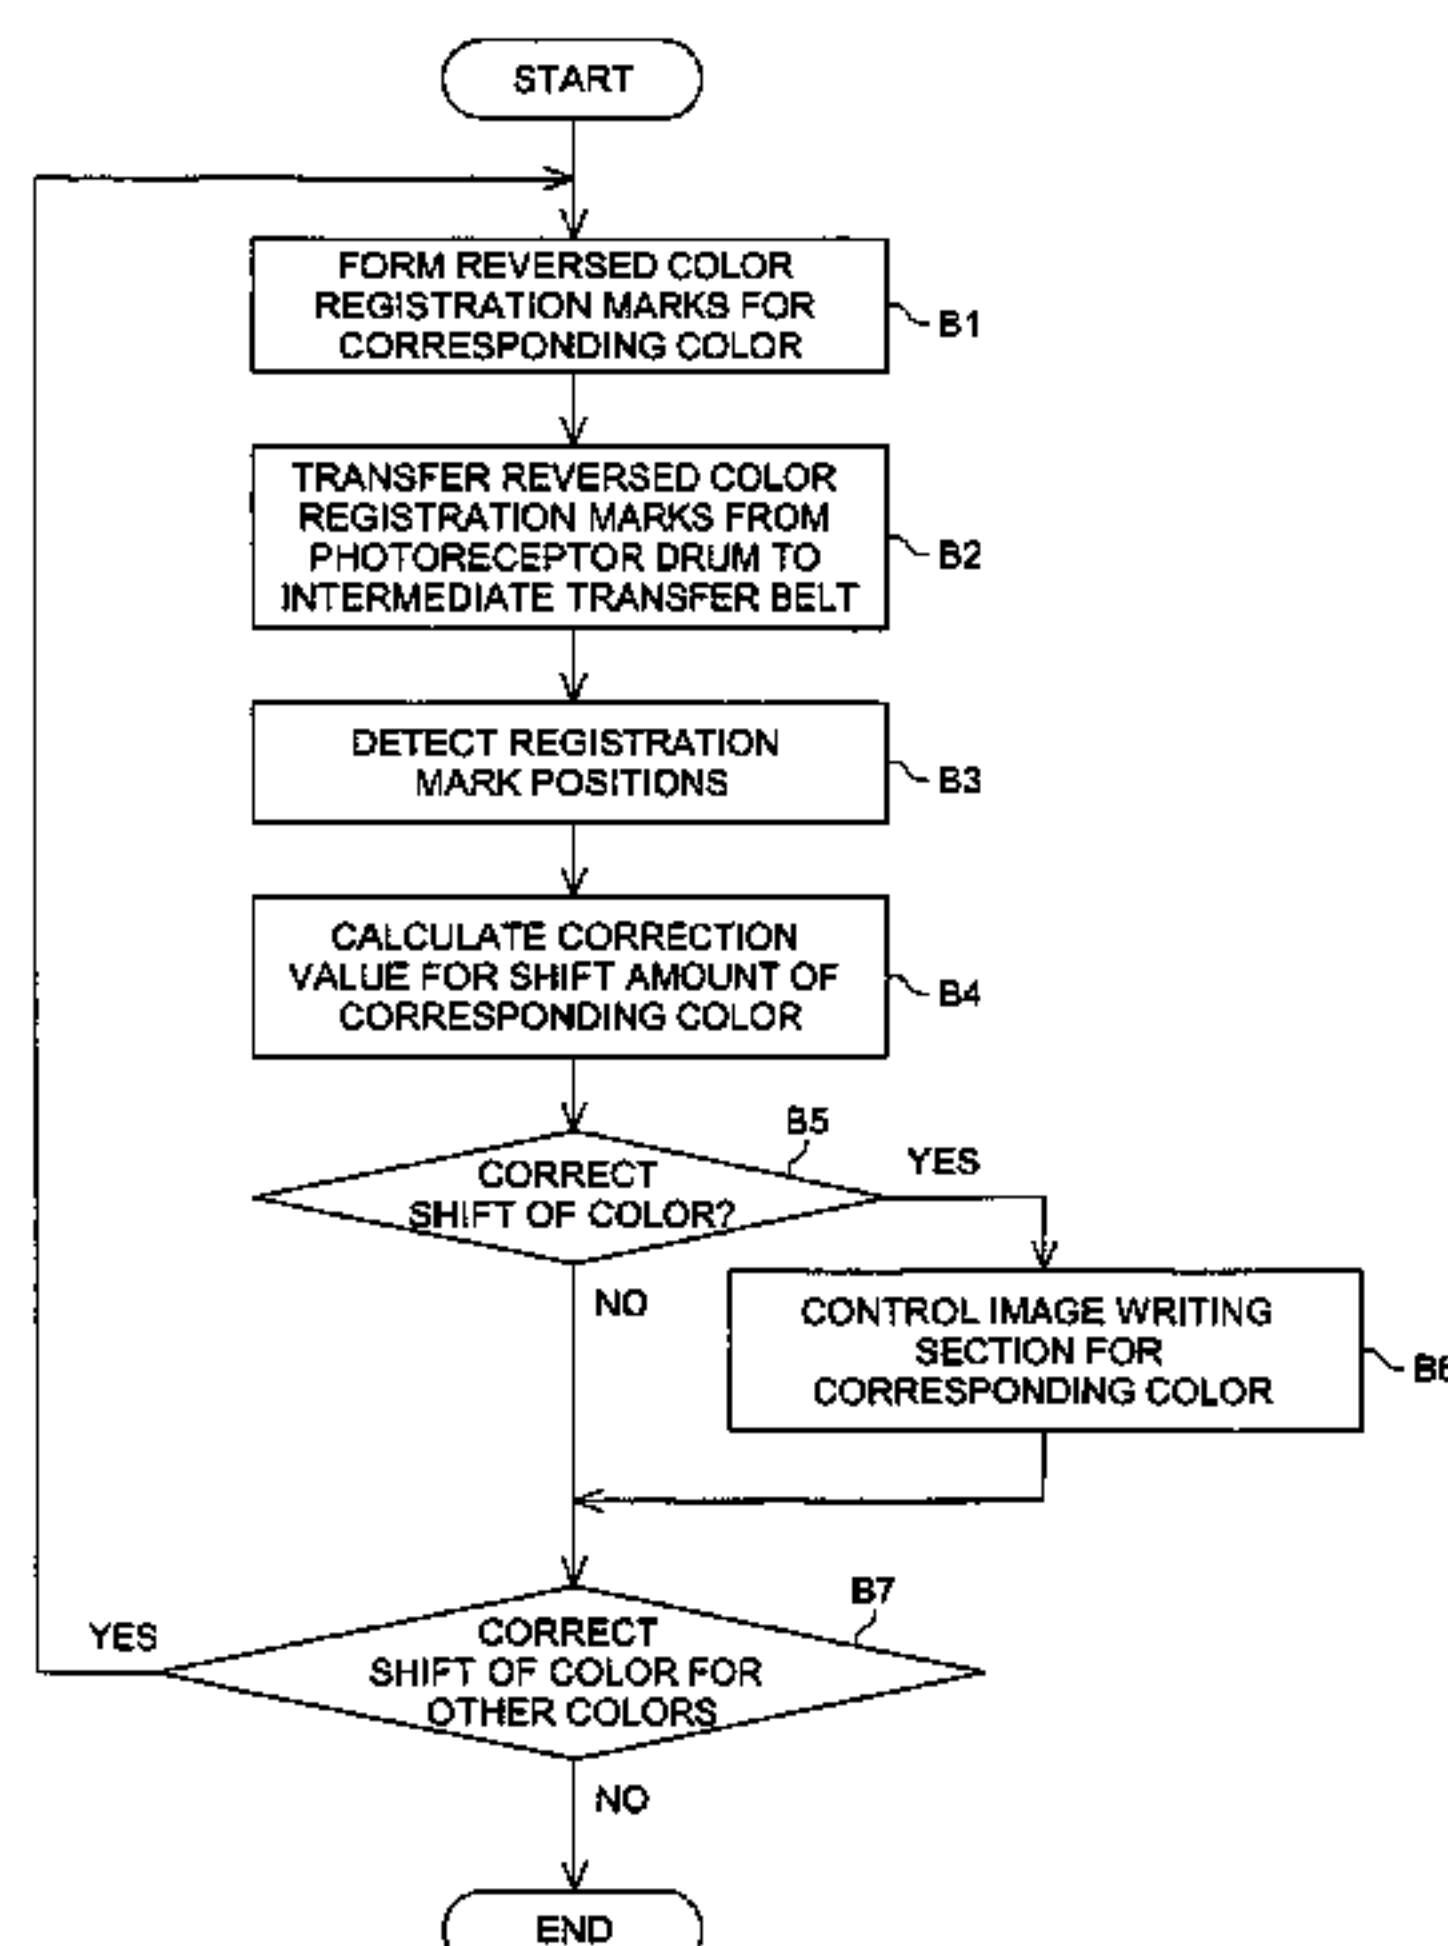 START
FORM REVERSED COLOR
REGISTRATION MARKS FOR
CORRESPONDING COLOR
B1
TRANSFER REVERSED COLOR
REGISTRATION MARKS FROM
PHOTORECEPTOR DRUM TO
INTERMEDIATE TRANSFER BELT
B2
DETECT REGISTRATION
MARK POSITIONS
B3
CALCULATE CORRECTION
VALUE FOR SHIFT AMOUNT OF
CORRESPONDING COLOR
B4
B5
CORRECT
SHIFT OF COLOR?
YES
NO
CONTROL IMAGE WRITING
SECTION FOR
CORRESPONDING COLOR
B6
B7
CORRECT
SHIFT OF COLOR FOR
OTHER COLORS
YES
NO
END